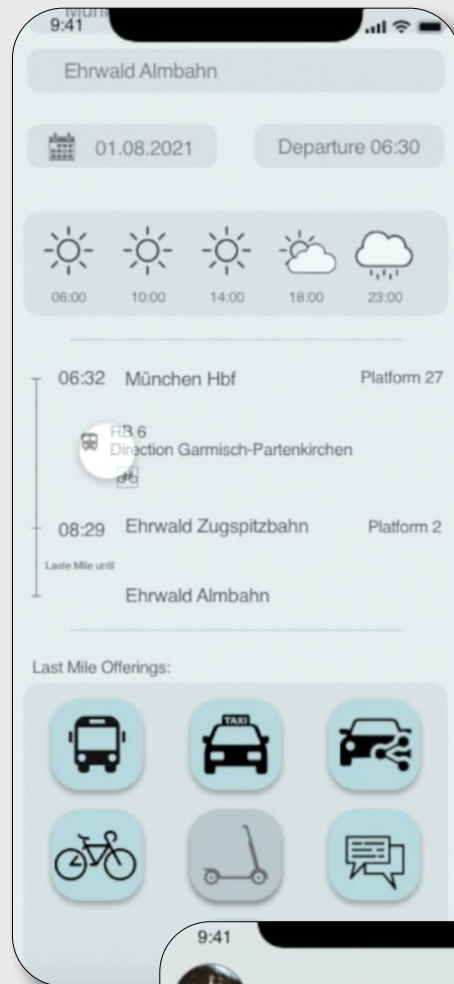 9:41
Ehrwald Almbahn
01.08.2021
Departure 06:30
06:00 10:00 14:00 18:00 23:00
06:32 München Hbf Platform 27
RB 6
Direction Garmisch-Partenkirchen
08:29 Ehrwald Zugspitzbahn Platform 2
Laste Mile until
Ehrwald Almbahn
Last Mile Offerings:
TAXI
9:41